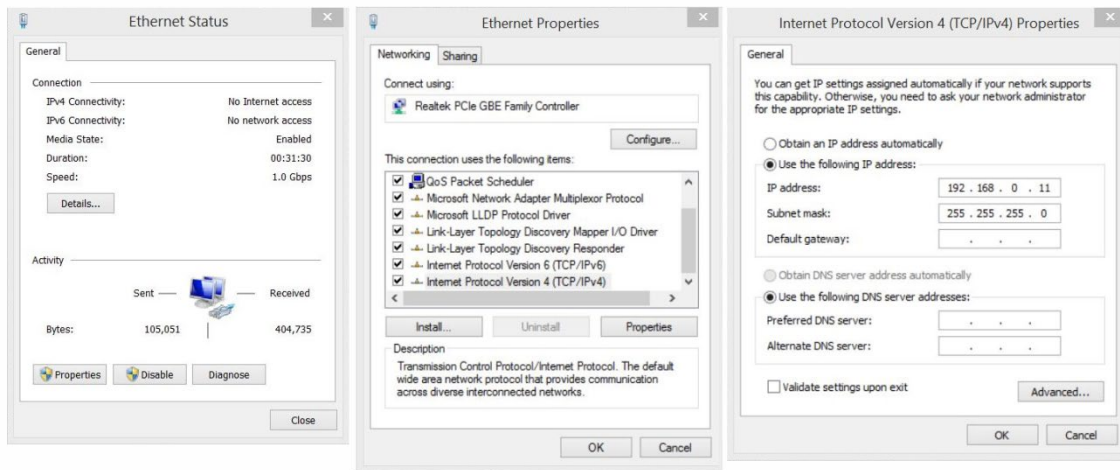 Ethernet Status
General
Connection
IPv4 Connectivity: No Internet access
IPv6 Connectivity: No network access
Media State: Enabled
Duration: 00:31:30
Speed: 1.0 Gbps
Details...
Activity
Sent Received
Bytes: 105,051 404,735
Properties Disable Diagnose
Close
Ethernet Properties
Networking Sharing
Connect using:
Realtek PCIe GBE Family Controller
Configure...
This connection uses the following items:
QoS Packet Scheduler
Microsoft Network Adapter Multiplexor Protocol
Microsoft LLDP Protocol Driver
Link-Layer Topology Discovery Mapper I/O Driver
Link-Layer Topology Discovery Responder
Internet Protocol Version 6 (TCP/IPv6)
Internet Protocol Version 4 (TCP/IPv4)
Install... Uninstall Properties
Description
Transmission Control Protocol/Internet Protocol. The default
wide area network protocol that provides communication
across diverse interconnected networks.
OK Cancel
Internet Protocol Version 4 (TCP/IPv4) Properties
General
You can get IP settings assigned automatically if your network supports
this capability. Otherwise, you need to ask your network administrator
for the appropriate IP settings.
Obtain an IP address automatically
Use the following IP address:
IP address: 192 . 168 . 0 . 11
Subnet mask: 255 . 255 . 255 . 0
Default gateway: . . .
Obtain DNS server address automatically
Use the following DNS server addresses:
Preferred DNS server: . . .
Alternate DNS server: . . .
Validate settings upon exit
Advanced...
OK Cancel